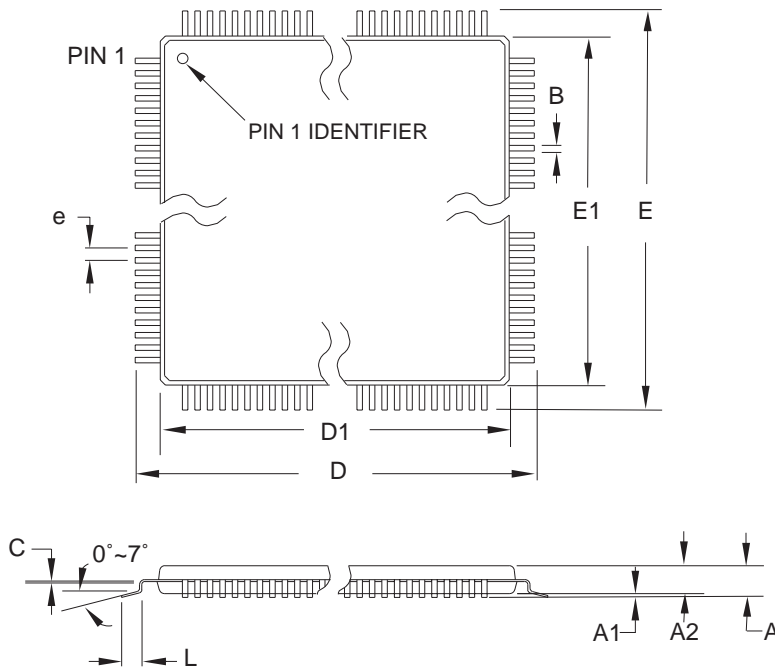 PIN 1
PIN 1 IDENTIFIER
B
e
E1
E
D1
D
C
0°~7°
L
A1
A2
A